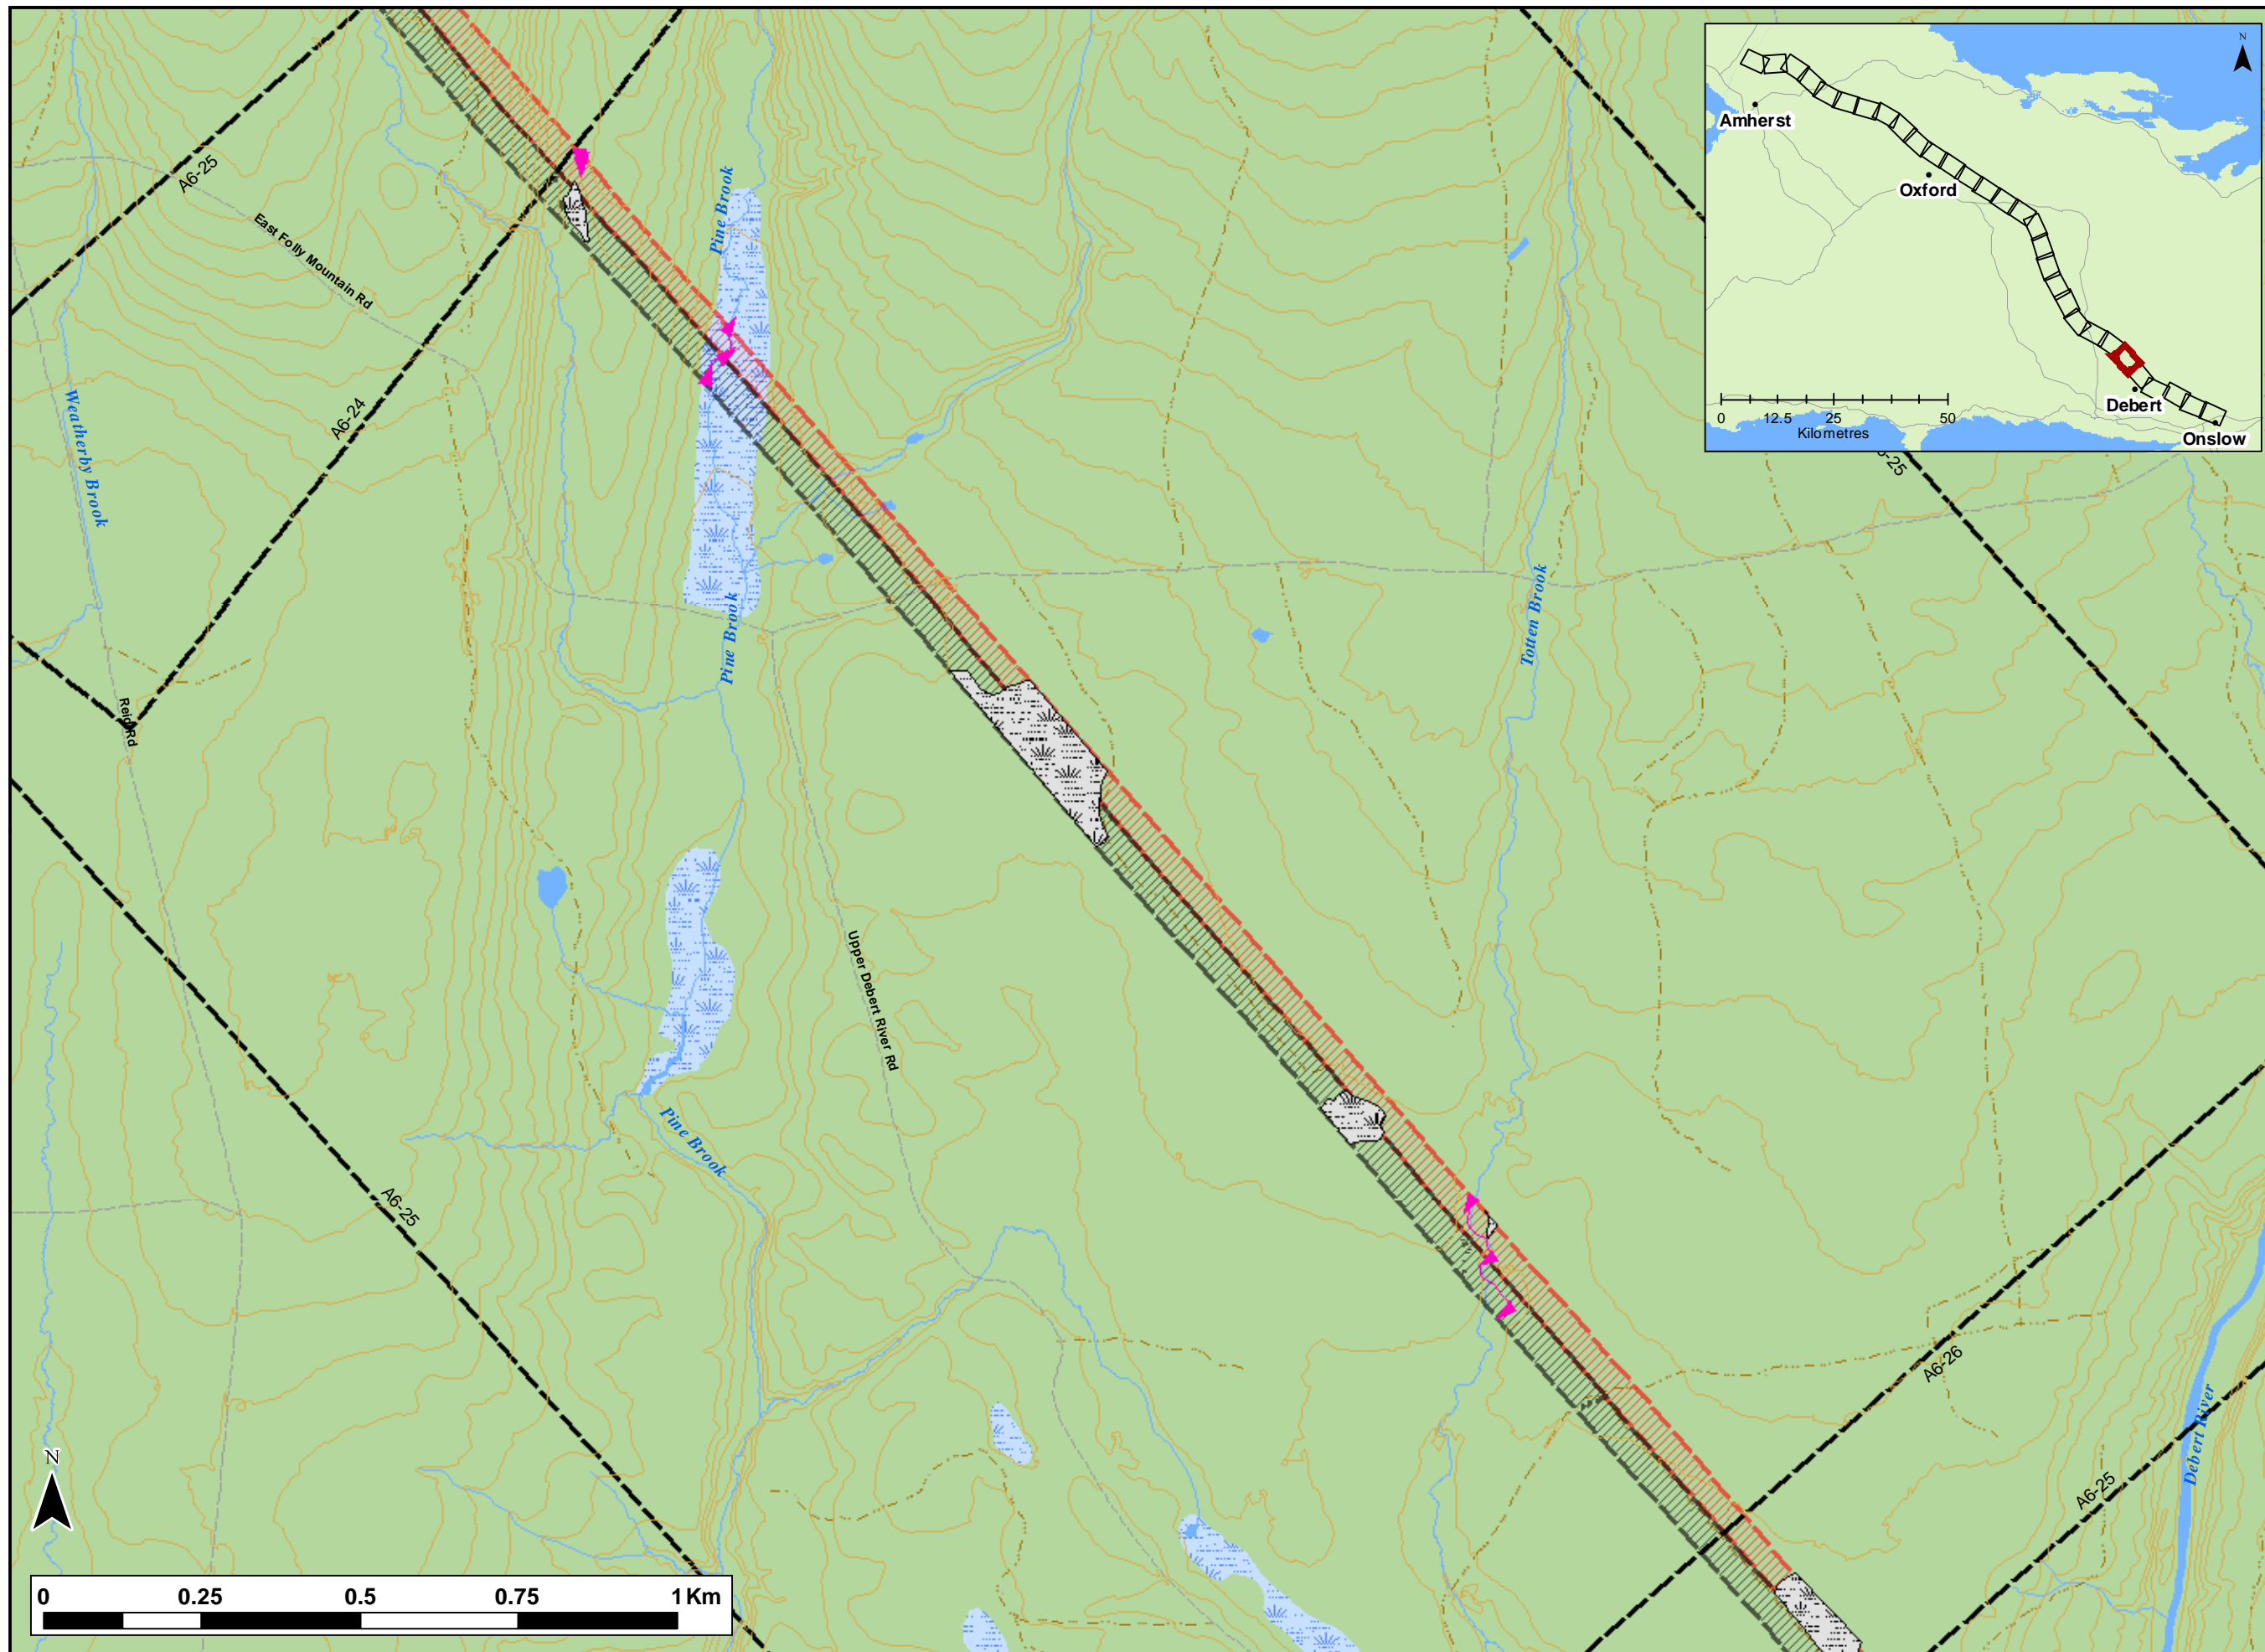 N
Amherst
Oxford
Debert
Onslow
0 12.5 25 50
Kilometres
A6-25
East Folly Mountain Rd
Pine Brook
A6-24
Weatherby Brook
Pine Brook
Totten Brook
Reid Rd
Upper Debert River Rd
Pine Brook
A6-25
A6-26
Debert River
A6-25
N
0 0.25 0.5 0.75 1 Km